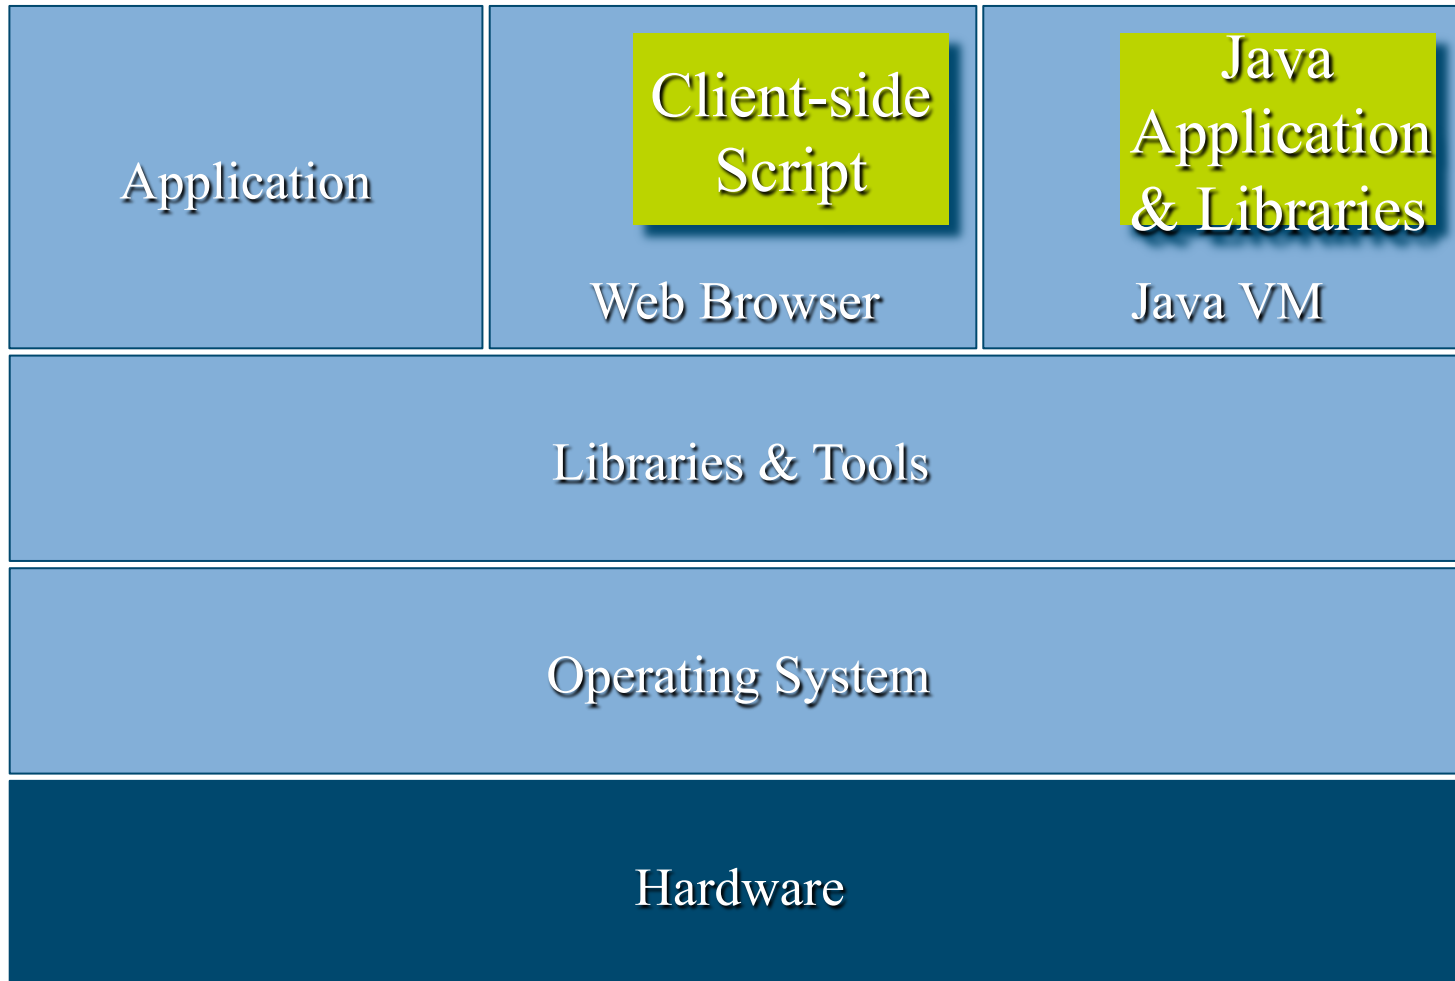 Application
Client-side
Script
Web Browser
Java
Application
& Libraries
Java VM
Libraries & Tools
Operating System
Hardware